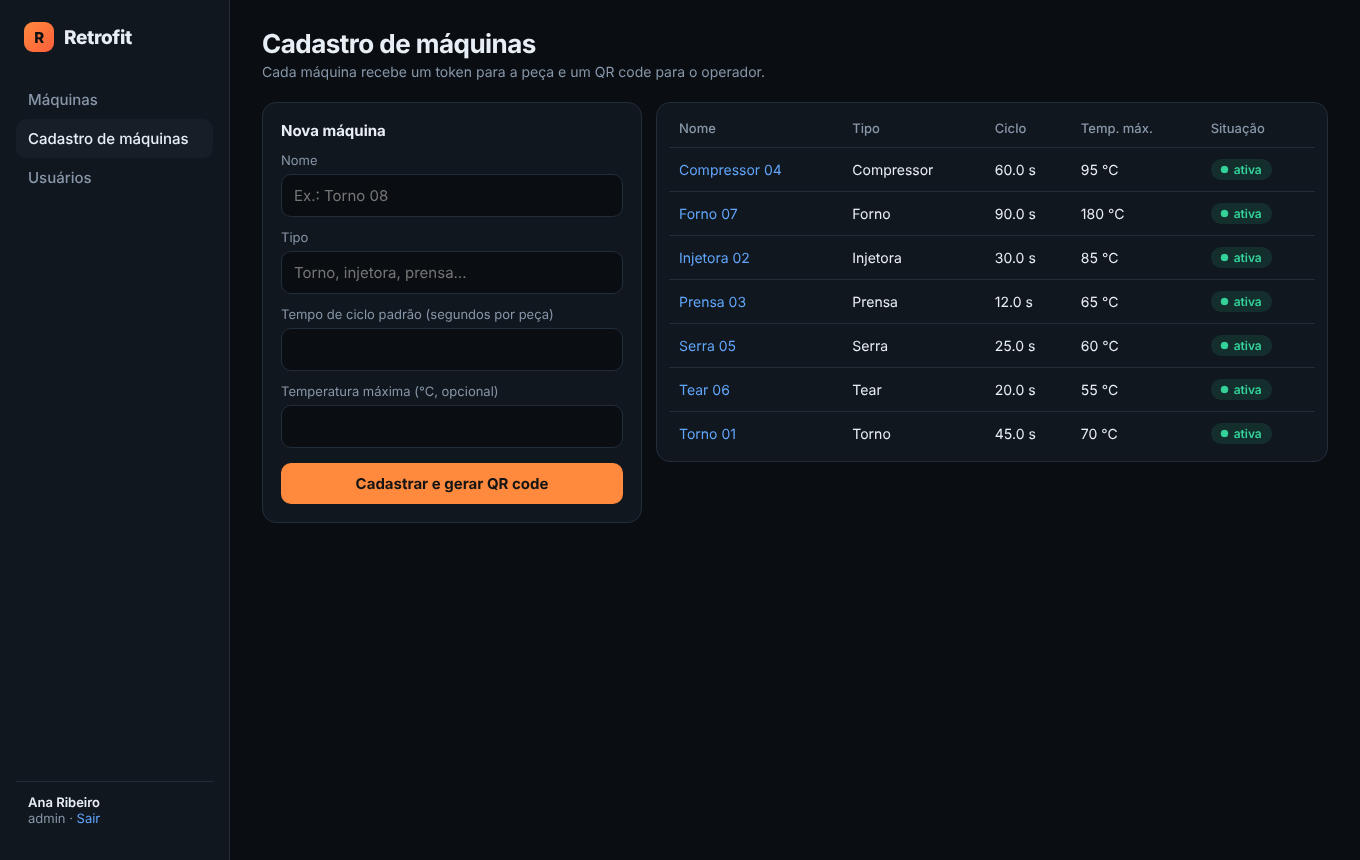 R Retrofit
Máquinas
Cadastro de máquinas
Usuários
Ana Ribeiro
admin · Sair
Cadastro de máquinas
Cada máquina recebe um token para a peça e um QR code para o operador.
Nova máquina
Nome
Ex.: Torno 08
Tipo
Torno, injetora, prensa...
Tempo de ciclo padrão (segundos por peça)
Temperatura máxima (°C, opcional)
Cadastrar e gerar QR code
Nome Tipo Ciclo Temp. máx. Situação
Compressor 04 Compressor 60.0 s 95 °C ativa
Forno 07 Forno 90.0 s 180 °C ativa
Injetora 02 Injetora 30.0 s 85 °C ativa
Prensa 03 Prensa 12.0 s 65 °C ativa
Serra 05 Serra 25.0 s 60 °C ativa
Tear 06 Tear 20.0 s 55 °C ativa
Torno 01 Torno 45.0 s 70 °C ativa